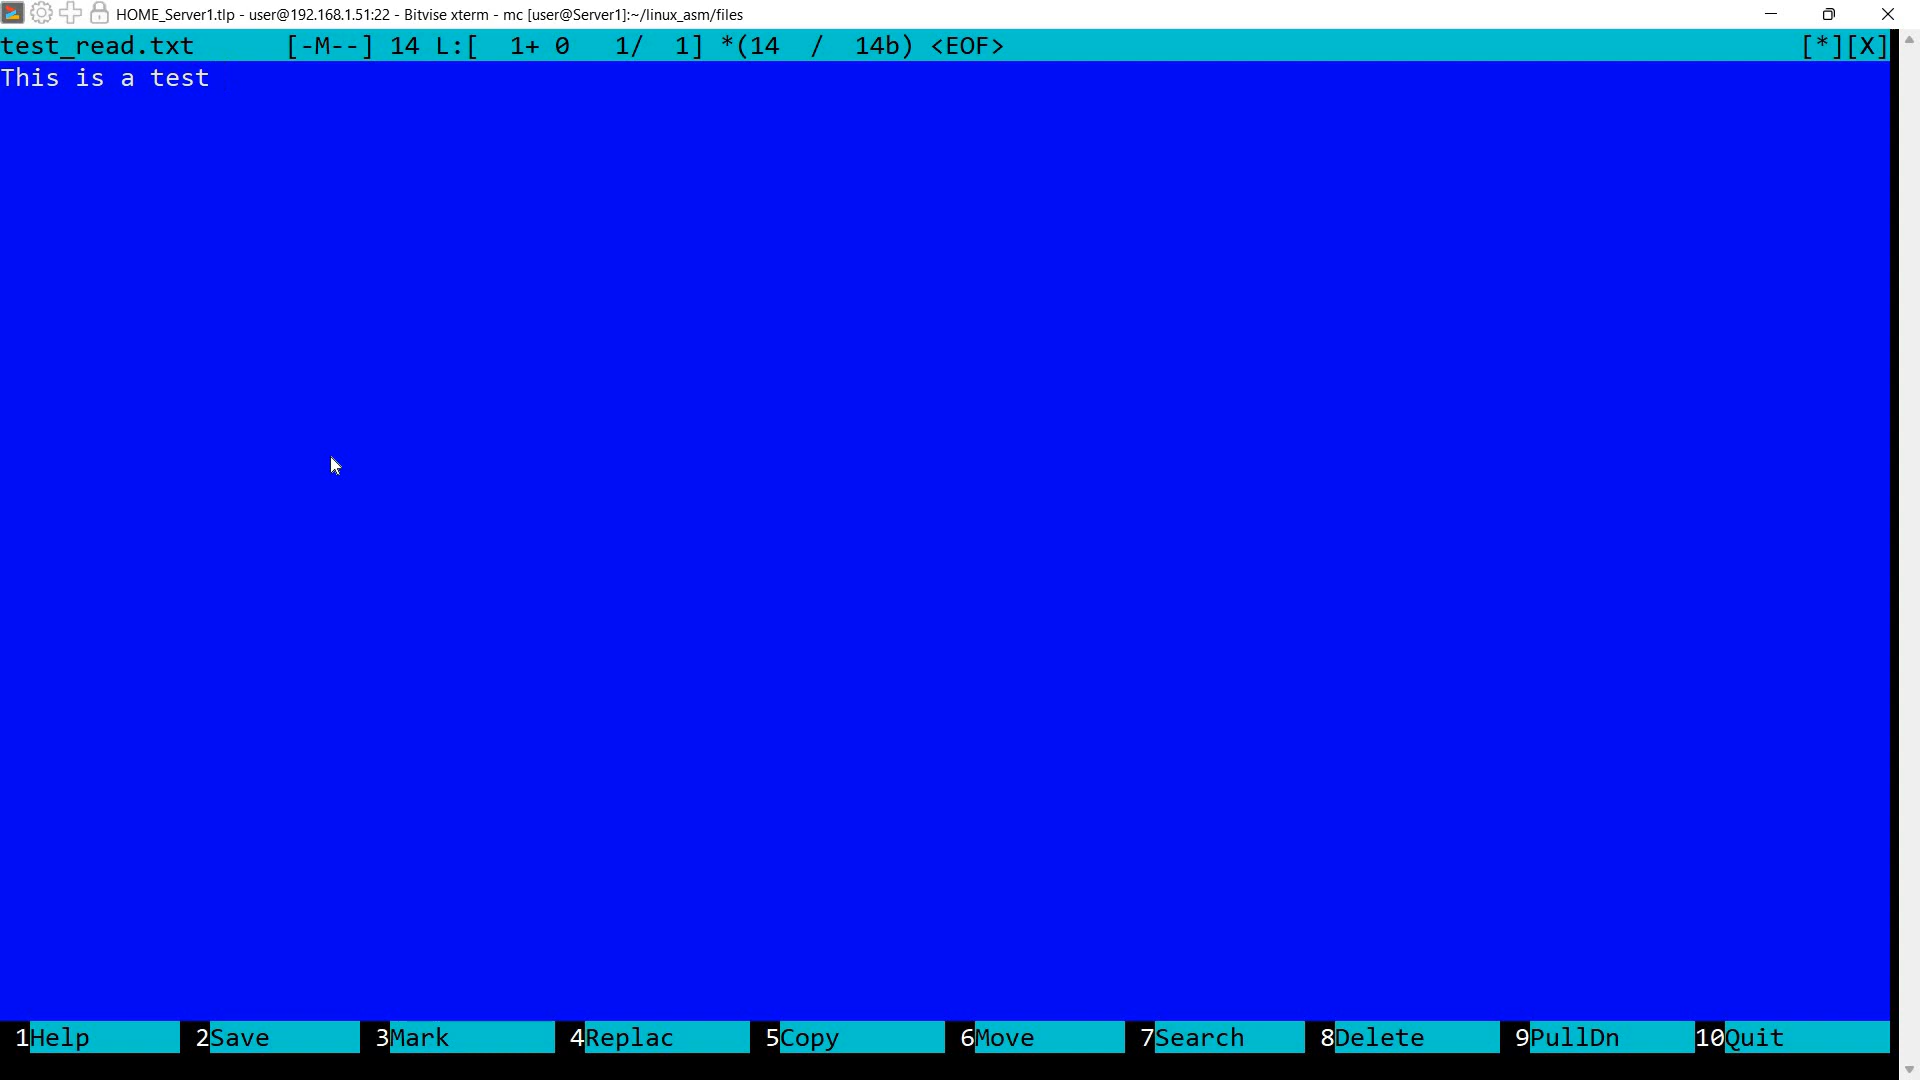 HOME_Server1.tlp - user@192.168.1.51:22 - Bitvise xterm - mc [user@Server1]:~/linux_asm/files
test_read.txt      [-M--] 14 L:[  1+ 0   1/  1] *(14  /  14b) <EOF>                                                     [*][X]
This is a test
1Help 2Save 3Mark 4Replac 5Copy 6Move 7Search 8Delete 9PullDn 10Quit